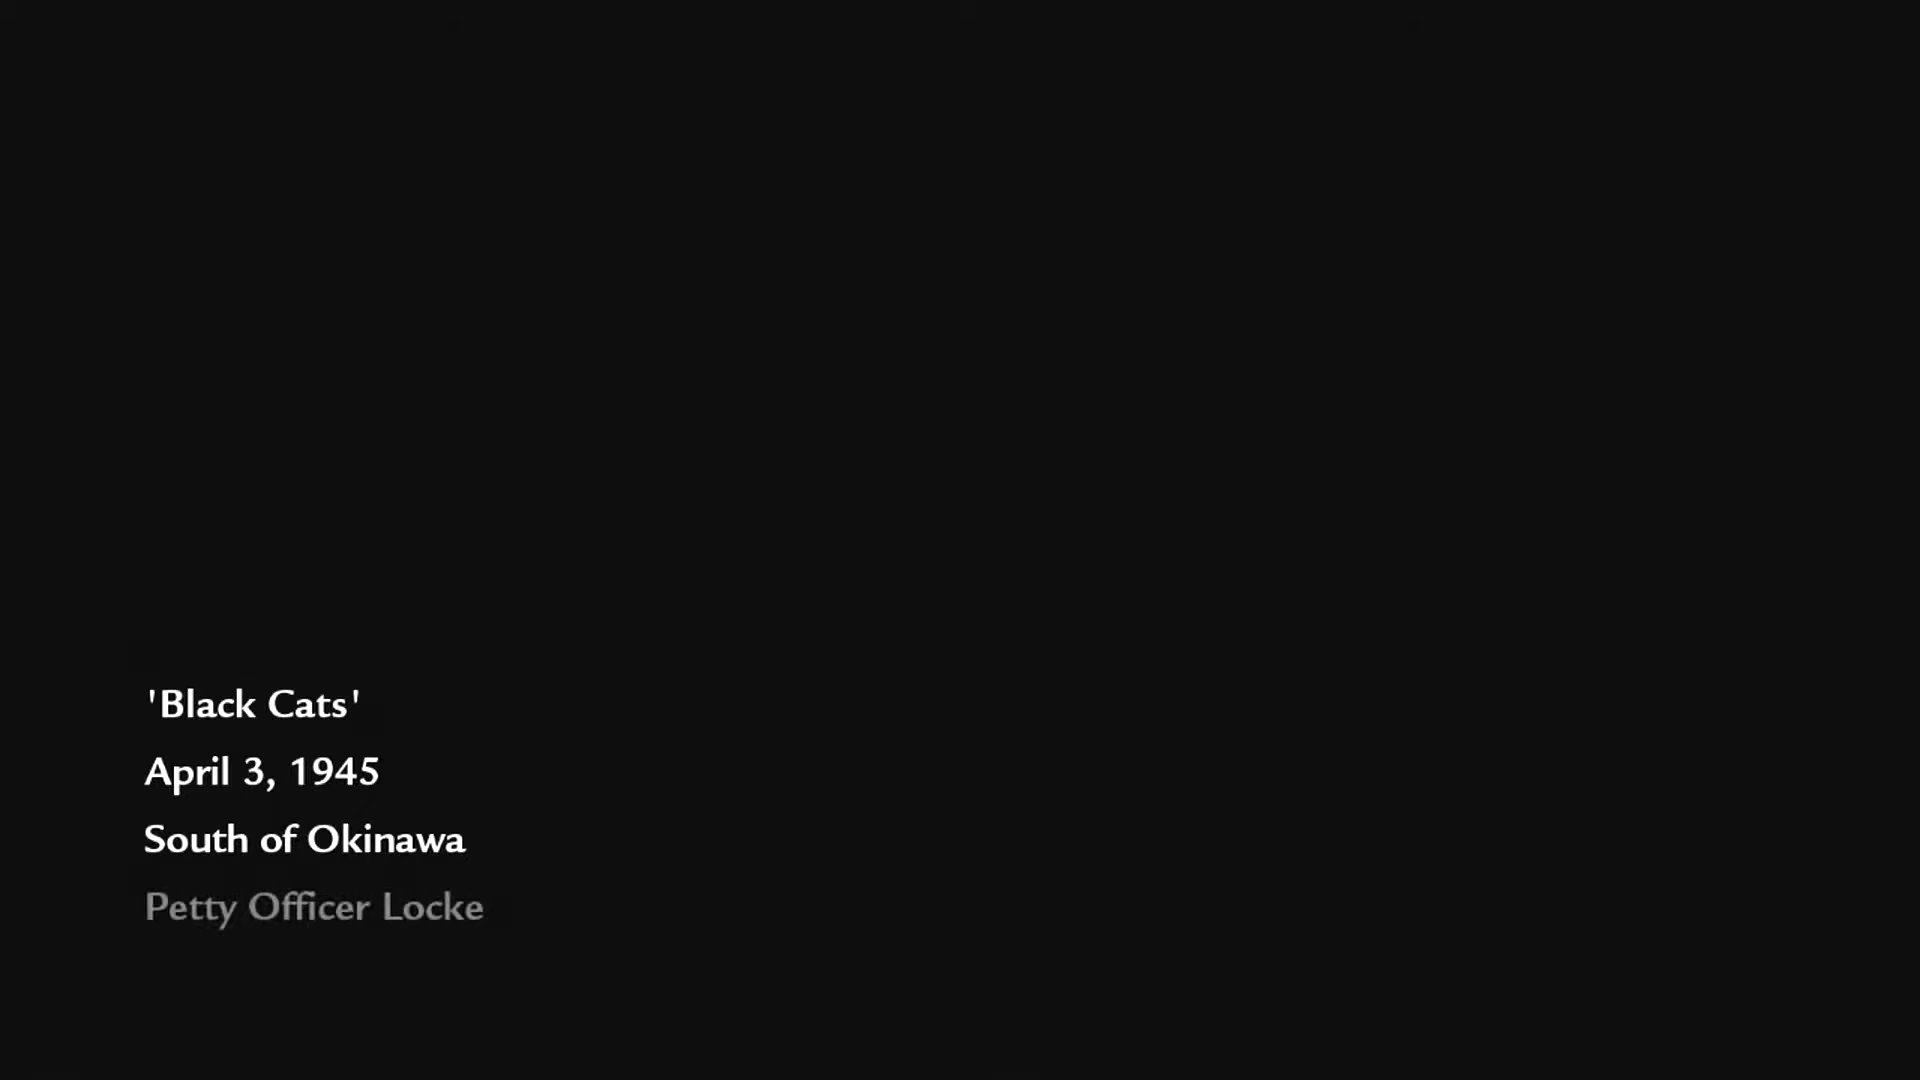 'Black Cats'
April 3, 1945
South of Okinawa
Petty Officer Locke